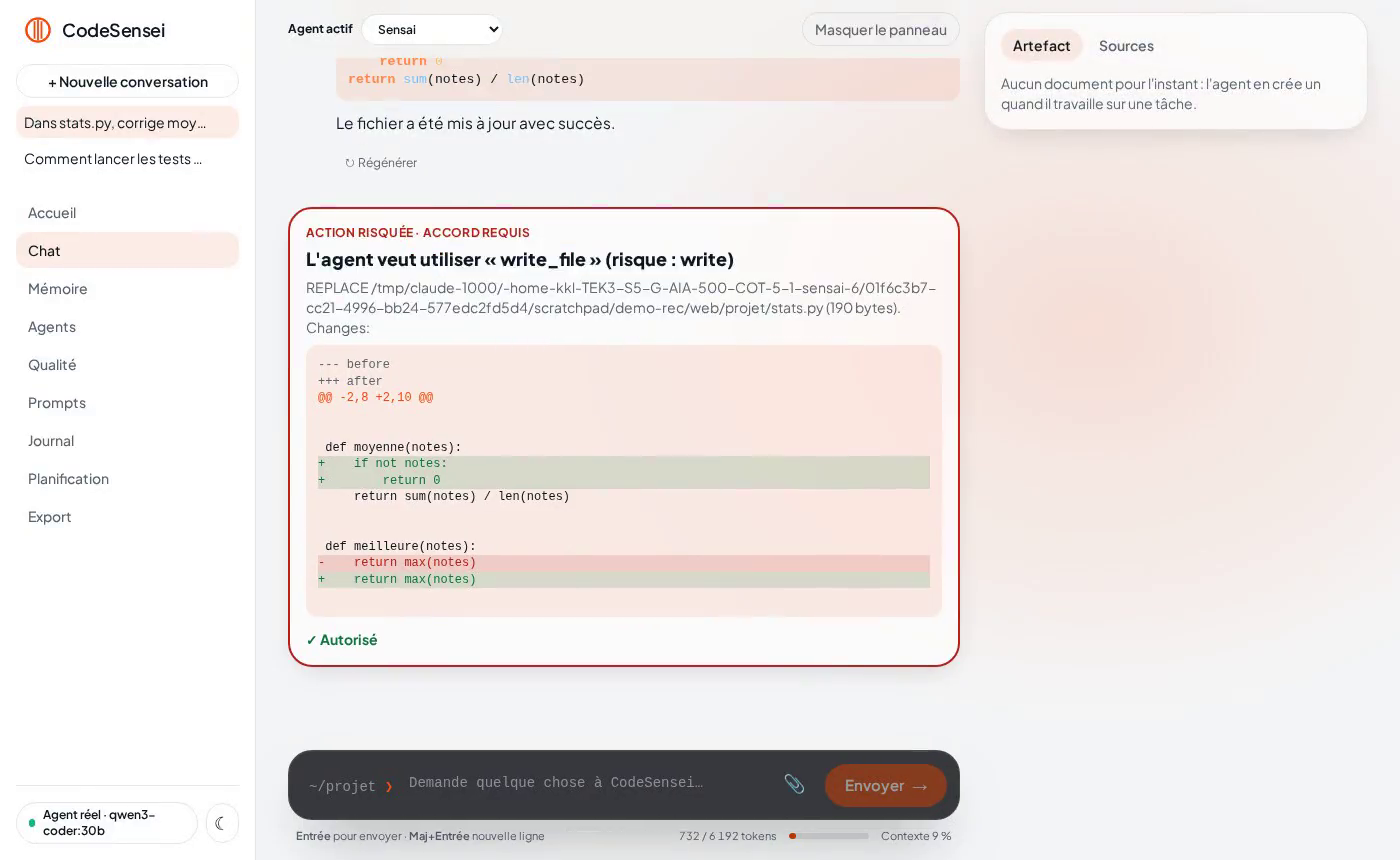 CodeSensei
+ Nouvelle conversation
Dans stats.py, corrige moy…
Comment lancer les tests …
Accueil
Chat
Mémoire
Agents
Qualité
Prompts
Journal
Planification
Export
Agent réel · qwen3-
coder:30b
☾
Agent actif
Sensai
Masquer le panneau
return 0
return sum(notes) / len(notes)
Le fichier a été mis à jour avec succès.
↻ Régénérer
ACTION RISQUÉE · ACCORD REQUIS
L'agent veut utiliser « write_file » (risque : write)
REPLACE /tmp/claude-1000/-home-kkl-TEK3-S5-G-AIA-500-COT-5-1-sensai-6/01f6c3b7-
cc21-4996-bb24-577edc2fd5d4/scratchpad/demo-rec/web/projet/stats.py (190 bytes).
Changes:
--- before
+++ after
@@ -2,8 +2,10 @@
def moyenne(notes):
+    if not notes:
+        return 0
return sum(notes) / len(notes)
def meilleure(notes):
-    return max(notes)
+    return max(notes)
✓ Autorisé
~/projet ❯ Demande quelque chose à CodeSensei… 📎 Envoyer →
Entrée pour envoyer · Maj+Entrée nouvelle ligne
732 / 6 192 tokens
Contexte 9 %
Artefact
Sources
Aucun document pour l'instant : l'agent en crée un
quand il travaille sur une tâche.